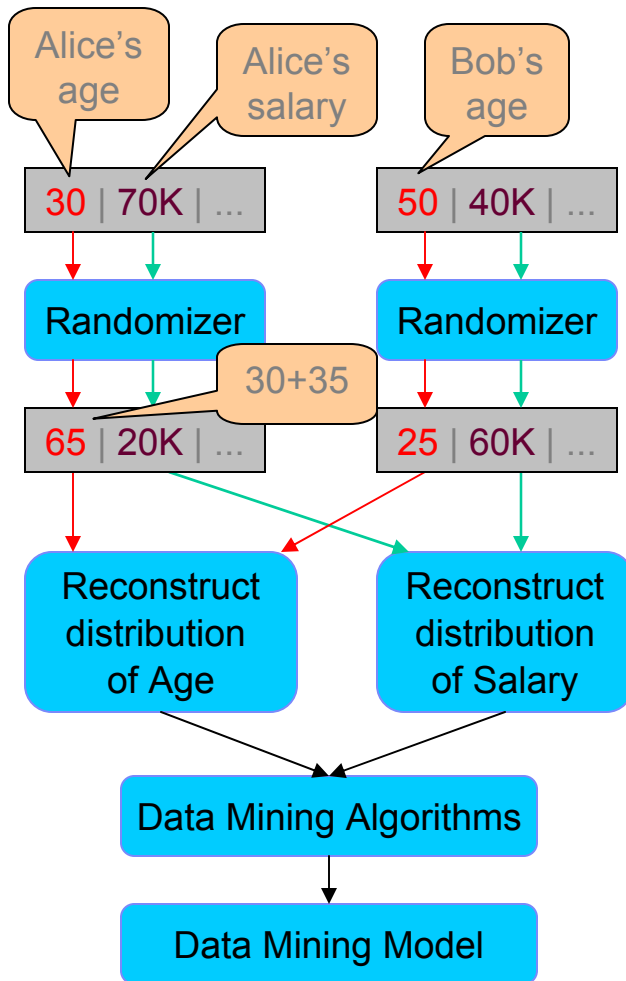 Alice’s
age
Alice’s
salary
Bob’s
age
30 | 70K | ...
50 | 40K | ...
Randomizer
Randomizer
30+35
65 | 20K | ...
25 | 60K | ...
Reconstruct
distribution
of Age
Reconstruct
distribution
of Salary
Data Mining Algorithms
Data Mining Model